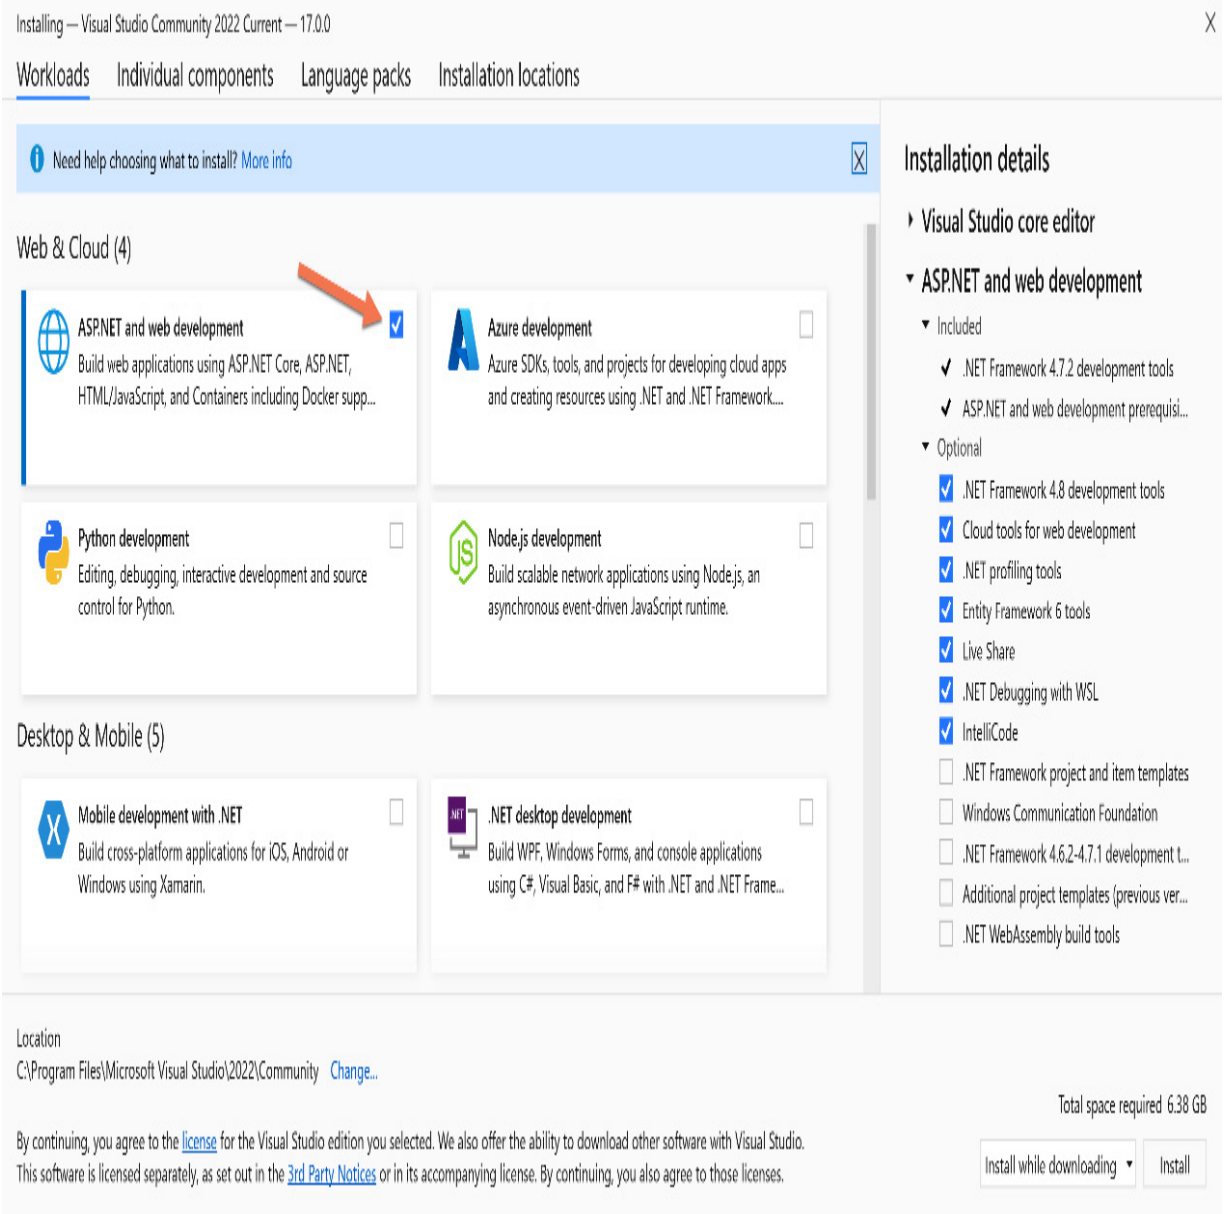 Installing — Visual Studio Community 2022 Current — 17.0.0
Workloads
Individual components
Language packs
Installation locations
Need help choosing what to install? More info
Web & Cloud (4)
ASP.NET and web development
Build web applications using ASP.NET Core, ASP.NET,
HTML/JavaScript, and Containers including Docker supp...
Azure development
Azure SDKs, tools, and projects for developing cloud apps
and creating resources using .NET and .NET Framework....
Python development
Editing, debugging, interactive development and source
control for Python.
JS
Node.js development
Build scalable network applications using Node.js, an
asynchronous event-driven JavaScript runtime.
Desktop & Mobile (5)
Mobile development with .NET
Build cross-platform applications for iOS, Android or
Windows using Xamarin.
.NET
.NET desktop development
Build WPF, Windows Forms, and console applications
using C#, Visual Basic, and F# with .NET and .NET Frame...
Installation details
Visual Studio core editor
ASP.NET and web development
Included
.NET Framework 4.7.2 development tools
ASP.NET and web development prerequisi...
Optional
.NET Framework 4.8 development tools
Cloud tools for web development
.NET profiling tools
Entity Framework 6 tools
Live Share
.NET Debugging with WSL
IntelliCode
.NET Framework project and item templates
Windows Communication Foundation
.NET Framework 4.6.2-4.7.1 development t...
Additional project templates (previous ver...
.NET WebAssembly build tools
Location
C:\Program Files\Microsoft Visual Studio\2022\Community Change...
Total space required 6.38 GB
By continuing, you agree to the license for the Visual Studio edition you selected. We also offer the ability to download other software with Visual Studio.
This software is licensed separately, as set out in the 3rd Party Notices or in its accompanying license. By continuing, you also agree to those licenses.
Install while downloading
Install